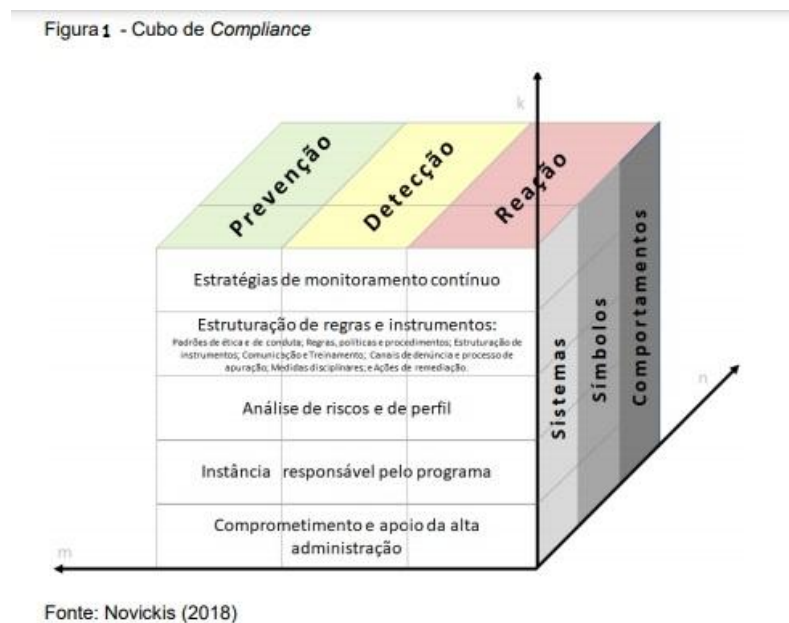 Figura 1 - Cubo de Compliance
k
Prevenção
Detecção
Reação
Estratégias de monitoramento contínuo
Estruturação de regras e instrumentos:
Padrões de ética e de conduta; Regras, políticas e procedimentos; Estruturação de
instrumentos; Comunicação e Treinamento; Canais de denúncia e processo de
apuração; Medidas disciplinares; e Ações de remediação.
Análise de riscos e de perfil
Instância responsável pelo programa
Comprometimento e apoio da alta
administração
Sistemas
Símbolos
Comportamentos
n
m
Fonte: Novickis (2018)